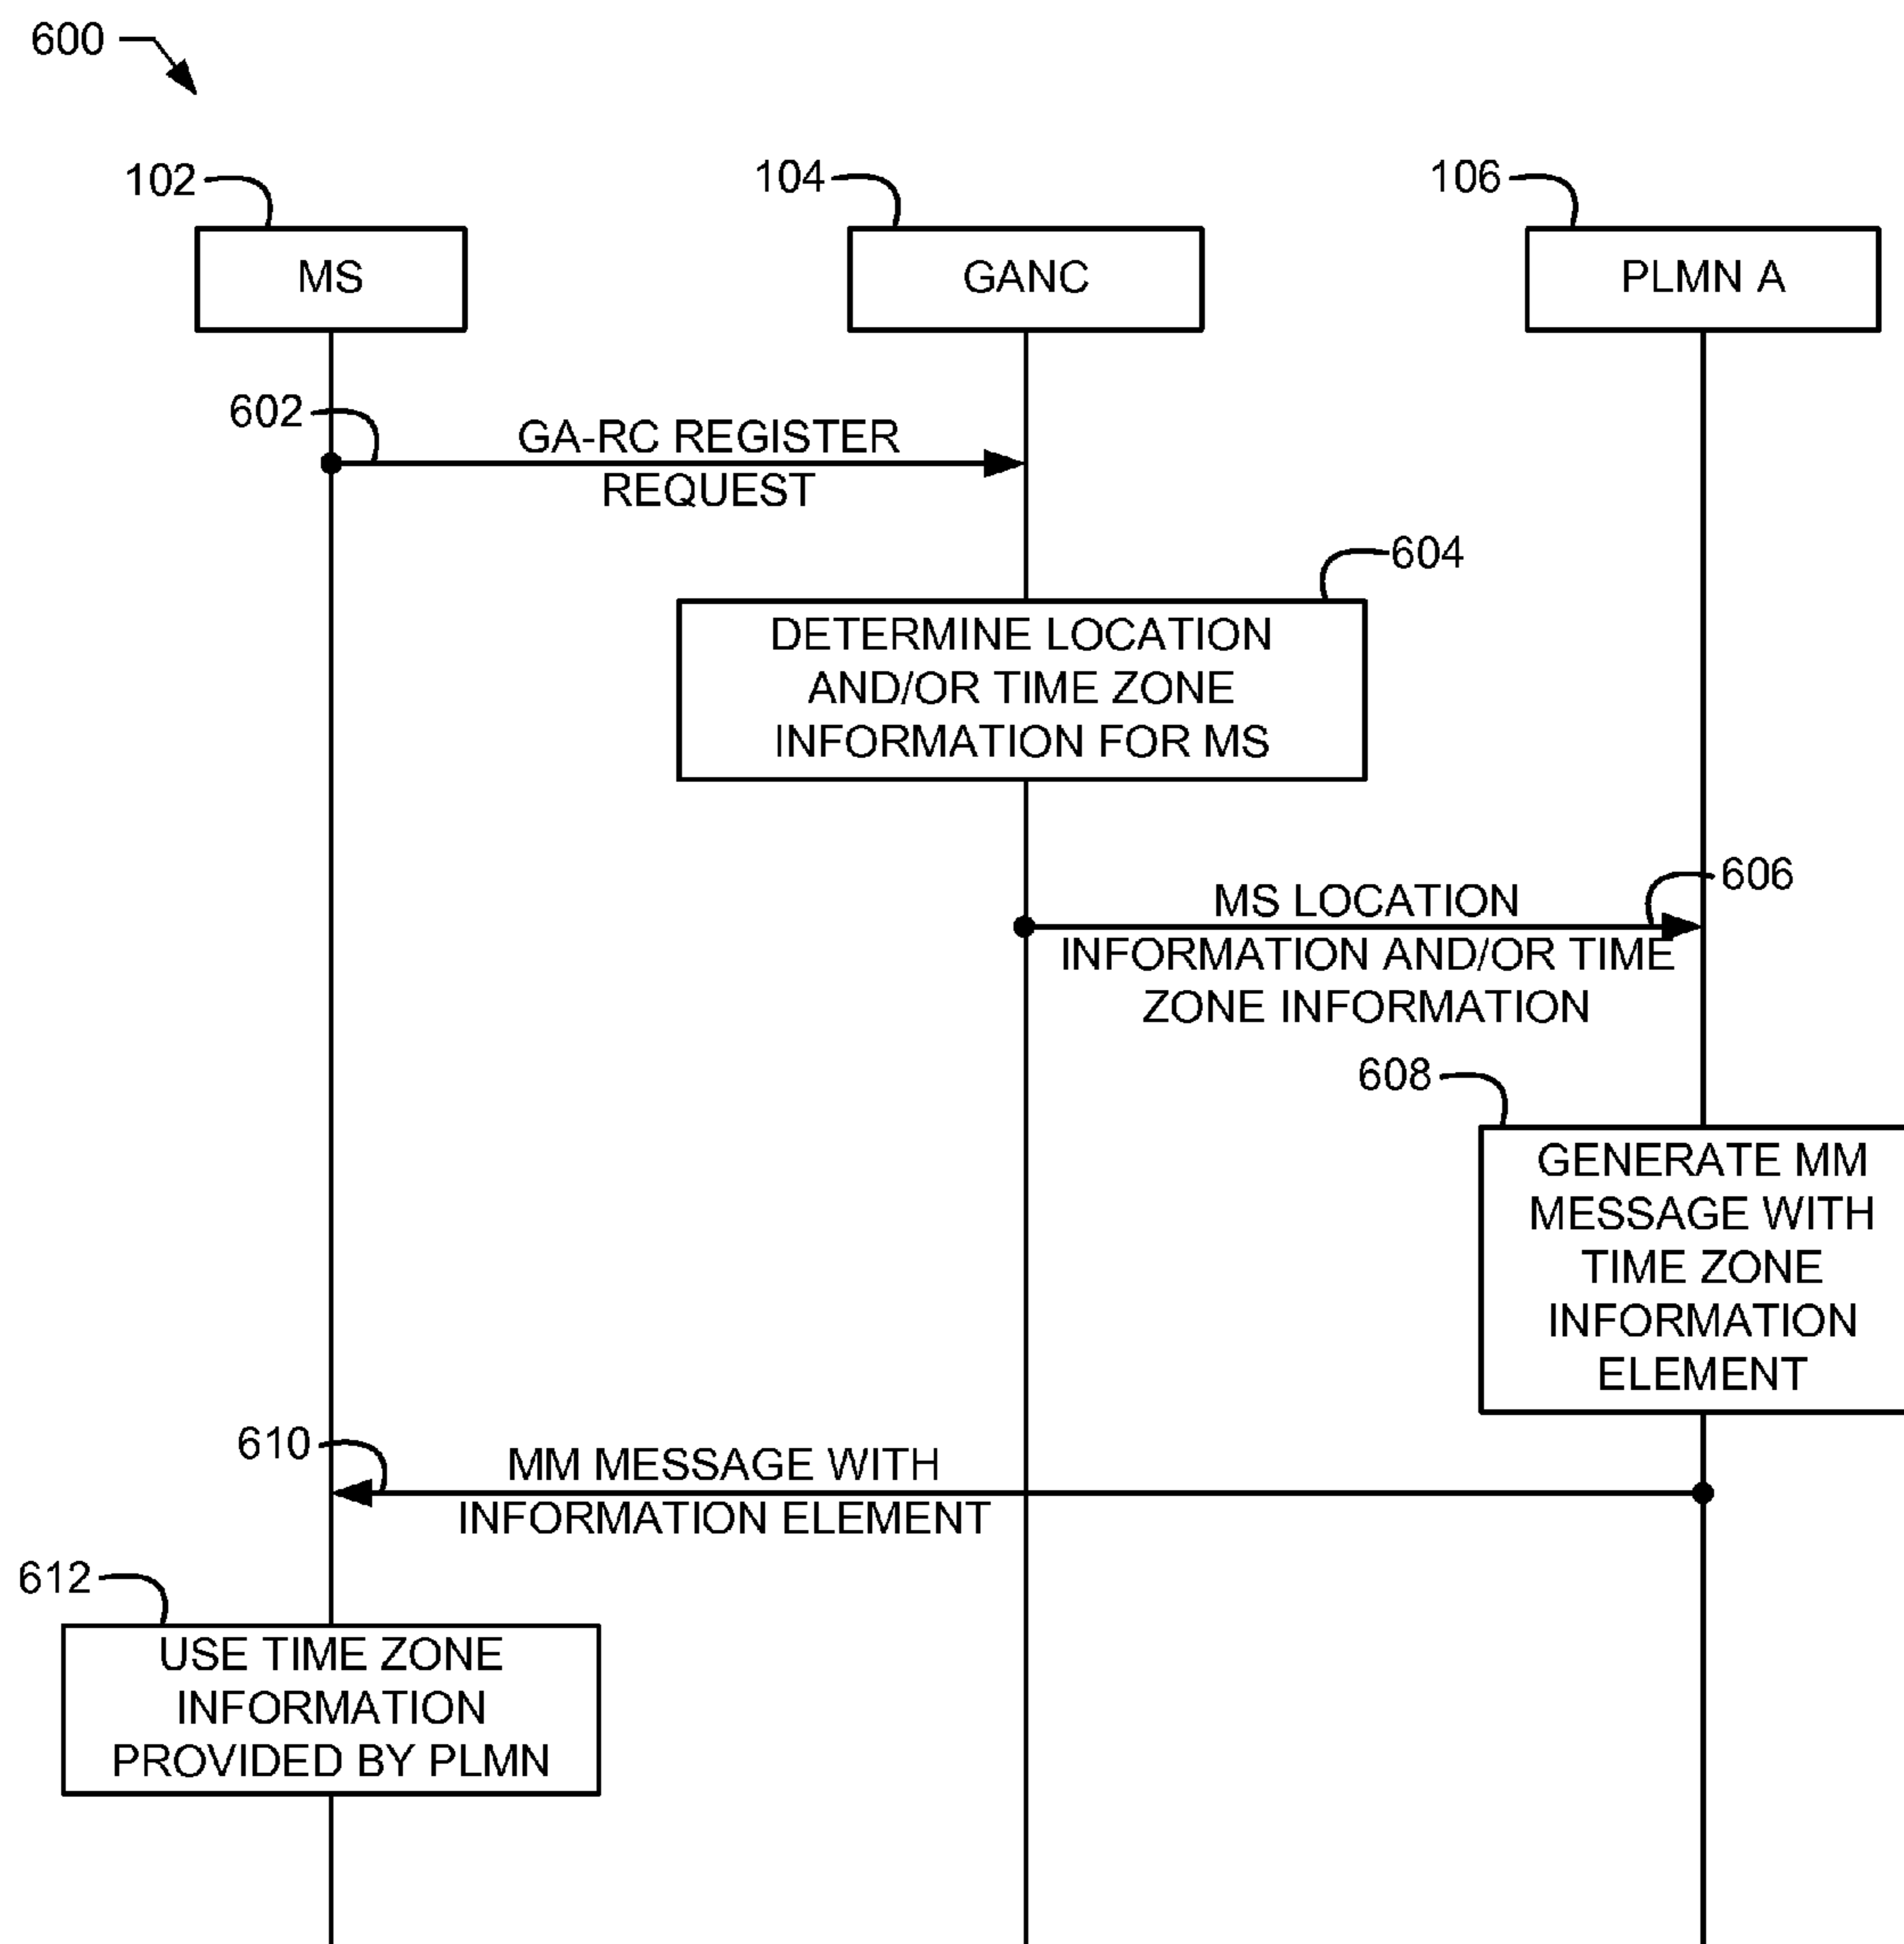 600
102
104
106
MS
GANC
PLMN A
602
GA-RC REGISTER
REQUEST
604
DETERMINE LOCATION
AND/OR TIME ZONE
INFORMATION FOR MS
606
MS LOCATION
INFORMATION AND/OR TIME
ZONE INFORMATION
608
GENERATE MM
MESSAGE WITH
TIME ZONE
INFORMATION
ELEMENT
610
MM MESSAGE WITH
INFORMATION ELEMENT
612
USE TIME ZONE
INFORMATION
PROVIDED BY PLMN